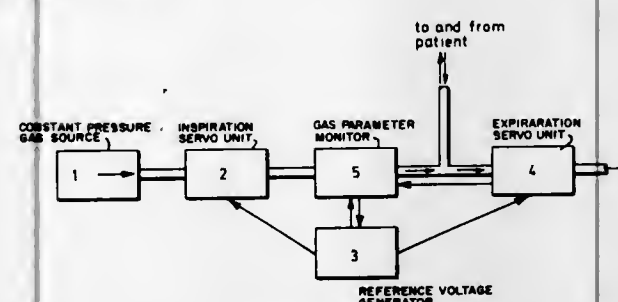 to and from
patient
CONSTANT PRESSURE
GAS SOURCE
INSPIRATION
SERVO UNIT
GAS PARAMETER
MONITOR
EXPIRARATION
SERVO UNIT
1
2
5
4
3
REFERENCE VOLTAGE
GENERATOR